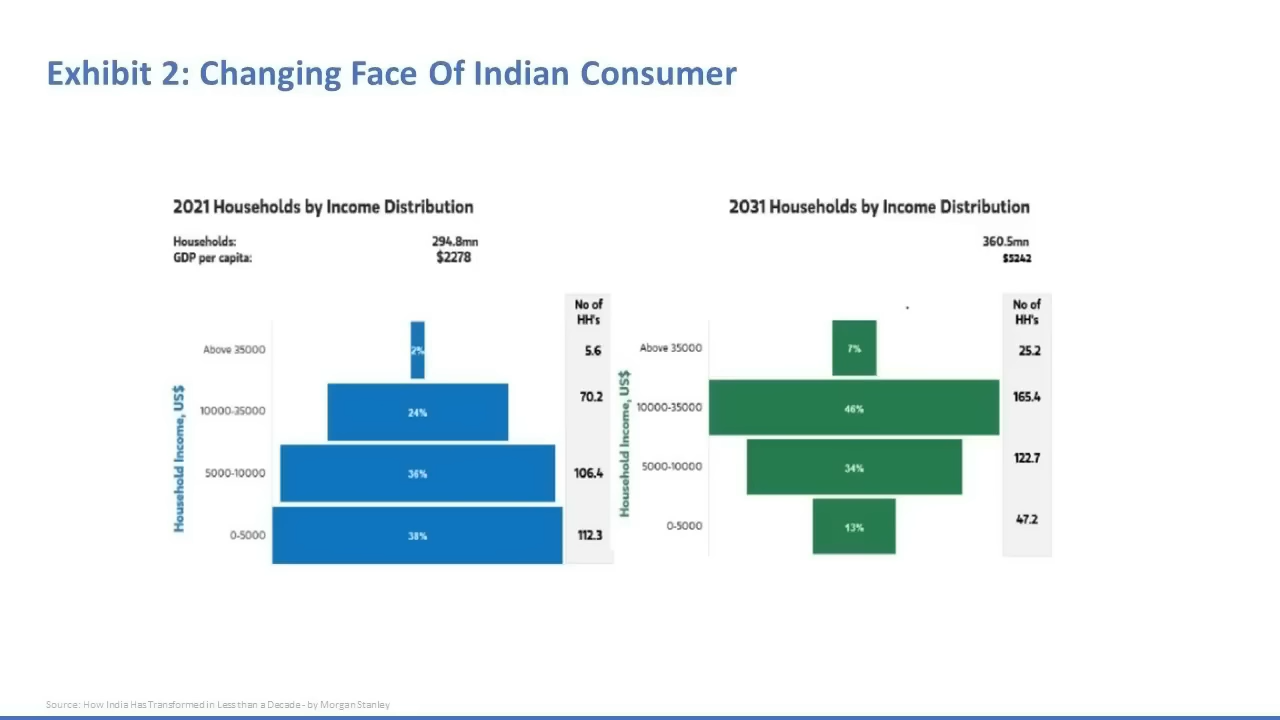 Exhibit 2: Changing Face Of Indian Consumer
2021 Households by Income Distribution
Households: 294.8mn
GDP per capita: $2278
No of
HH's
Above 35000 2% 5.6
10000-35000 24% 70.2
5000-10000 36% 106.4
0-5000 38% 112.3
Household Income, US$
2031 Households by Income Distribution
360.5mn
$5242
No of
HH's
Above 35000 7% 25.2
10000-35000 46% 165.4
5000-10000 34% 122.7
0-5000 13% 47.2
Household Income, US$
Source: How India Has Transformed in Less than a Decade - by Morgan Stanley